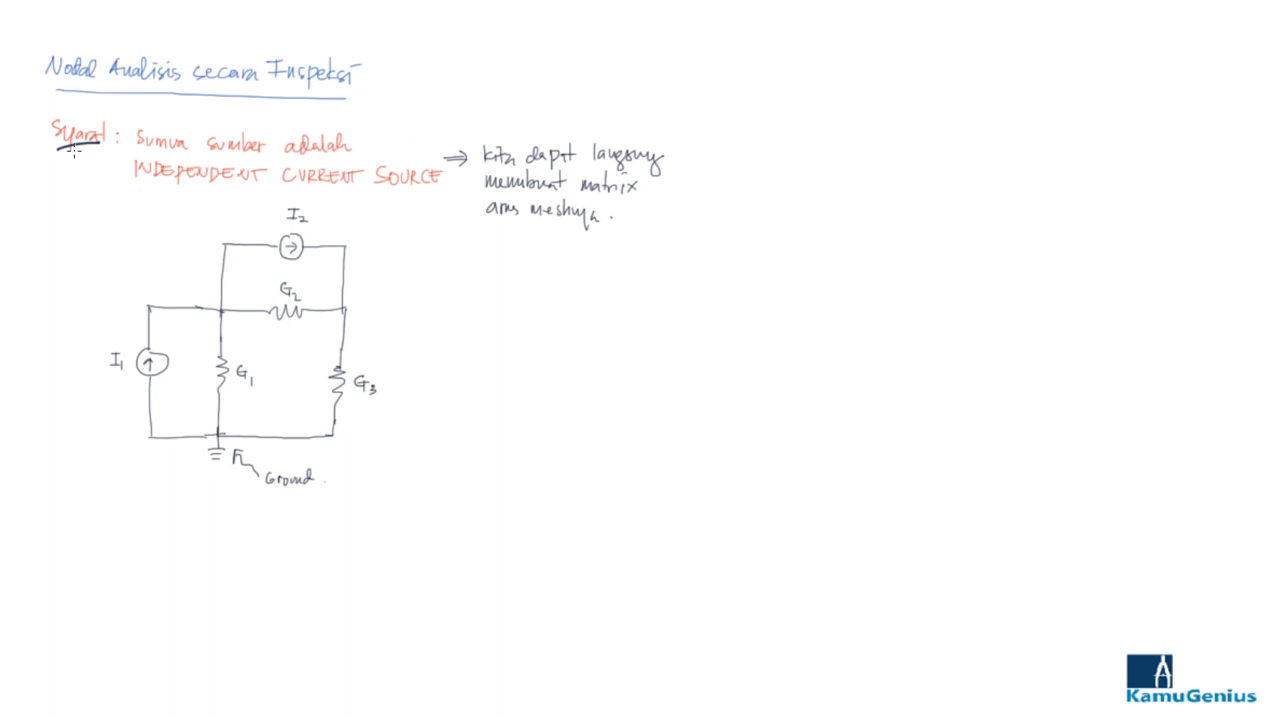 Nodal Analisis secara Inspeksi
Syarat : Sumua sumber adalah
INDEPENDENT CURRENT SOURCE
⇒ kita dapat langsung
membuat matrix
arus meshnya.
I2
G2
I1
G1
G3
Ground
KamuGenius